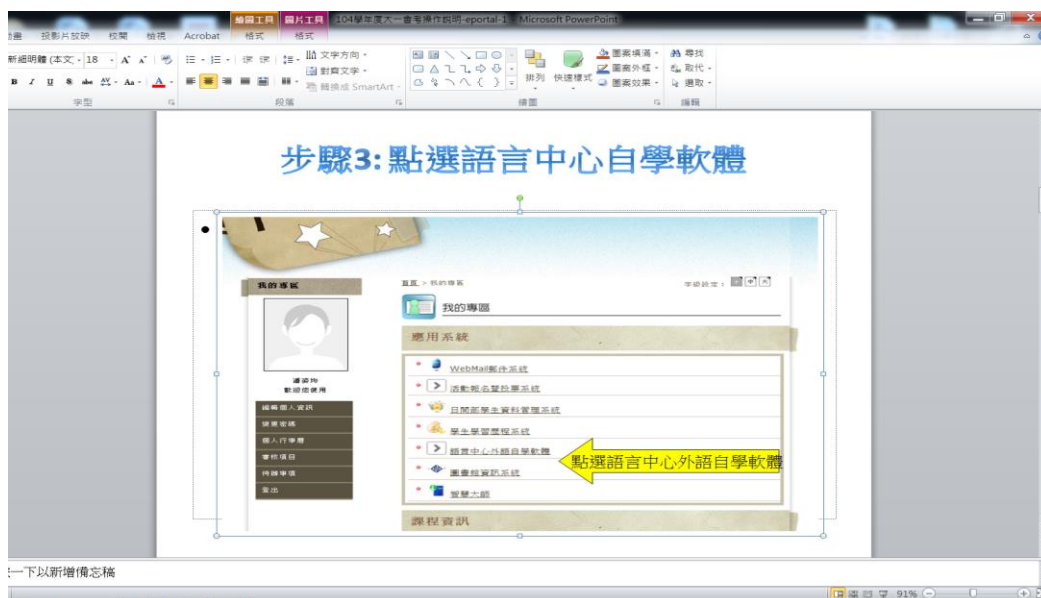 繪圖工具 圖片工具 104學年度大一會考操作說明-eportal-1 - Microsoft PowerPoint
動畫 投影片放映 校閱 檢視 Acrobat 格式 格式
新細明體 (本文) 18 A A
B I U S abc AV Aa A
文字方向
對齊文字
轉換成 SmartArt
排列 快速樣式
圖案填滿
圖案外框
圖案效果
尋找
取代
選取
字型 段落 繪圖 編輯
步驟3:點選語言中心自學軟體
我的專區
歡迎您使用
編輯個人資訊
變更密碼
個人行事曆
審核項目
待辦事項
登出
首頁 > 我的專區
字級設定：
我的專區
應用系統
WebMail郵件系統
活動報名暨投票系統
日間部學生資料管理系統
學生學習歷程系統
語言中心外語自學軟體
圖書館資訊系統
智慧大師
點選語言中心外語自學軟體
課程資訊
一下以新增備忘稿
91%